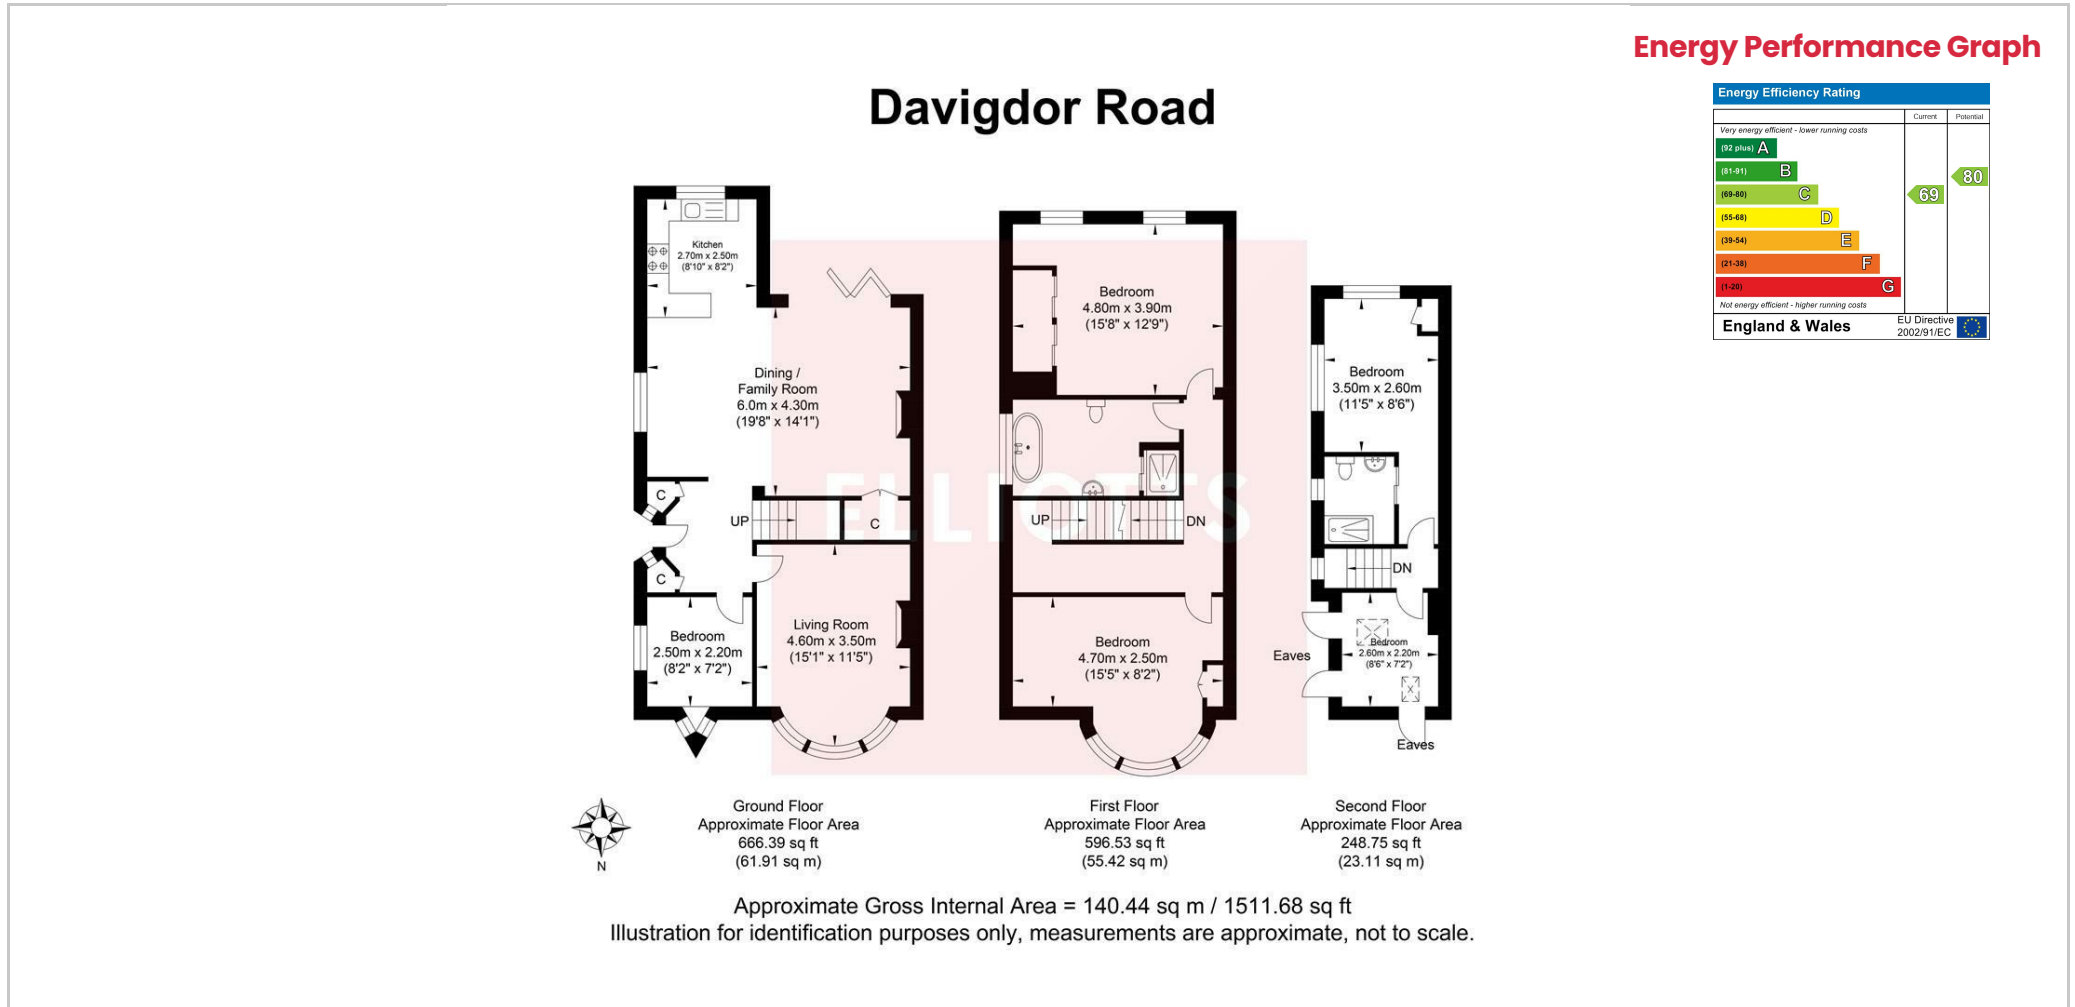 Energy Performance Graph
Davigdor Road
Energy Efficiency Rating
Current
Potential
Very energy efficient - lower running costs
(92 plus) A
(81-91) B
(69-80) C
(55-68) D
(39-54) E
(21-38) F
(1-20) G
69
80
Not energy efficient - higher running costs
England & Wales
EU Directive
2002/91/EC
Kitchen
2.70m x 2.50m
(8'10" x 8'2")
Dining /
Family Room
6.0m x 4.30m
(19'8" x 14'1")
C
UP
C
C
Bedroom
2.50m x 2.20m
(8'2" x 7'2")
Living Room
4.60m x 3.50m
(15'1" x 11'5")
Bedroom
4.80m x 3.90m
(15'8" x 12'9")
UP
DN
Bedroom
4.70m x 2.50m
(15'5" x 8'2")
Bedroom
3.50m x 2.60m
(11'5" x 8'6")
DN
Bedroom
2.60m x 2.20m
(8'6" x 7'2")
Eaves
Eaves
ELLIOTTS
N
Ground Floor
Approximate Floor Area
666.39 sq ft
(61.91 sq m)
First Floor
Approximate Floor Area
596.53 sq ft
(55.42 sq m)
Second Floor
Approximate Floor Area
248.75 sq ft
(23.11 sq m)
Approximate Gross Internal Area = 140.44 sq m / 1511.68 sq ft
Illustration for identification purposes only, measurements are approximate, not to scale.